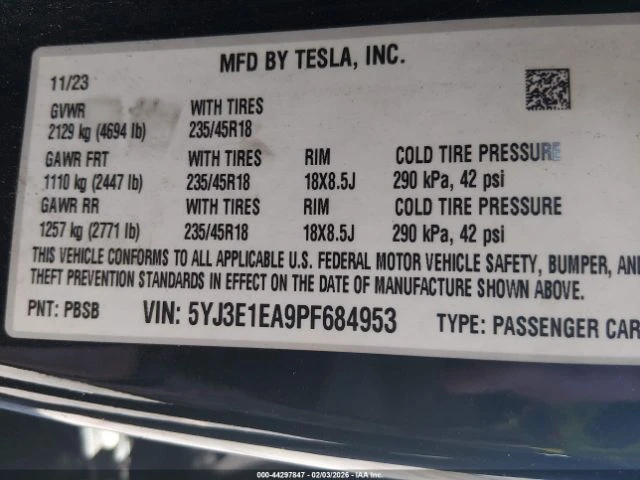 MFD BY TESLA, INC.
11/23
GVWR WITH TIRES
2129 kg (4694 lb) 235/45R18
GAWR FRT WITH TIRES RIM COLD TIRE PRESSURE
1110 kg (2447 lb) 235/45R18 18X8.5J 290 kPa, 42 psi
GAWR RR WITH TIRES RIM COLD TIRE PRESSURE
1257 kg (2771 lb) 235/45R18 18X8.5J 290 kPa, 42 psi
THIS VEHICLE CONFORMS TO ALL APPLICABLE U.S. FEDERAL MOTOR VEHICLE SAFETY, BUMPER, AN
THEFT PREVENTION STANDARDS IN EFFECT ON THE DATE OF MANUFACTURE SHOWN ABOVE.
PNT: PBSB VIN: 5YJ3E1EA9PF684953 TYPE: PASSENGER CAR
000-44297847 - 02/03/2026 - IAAI.COM